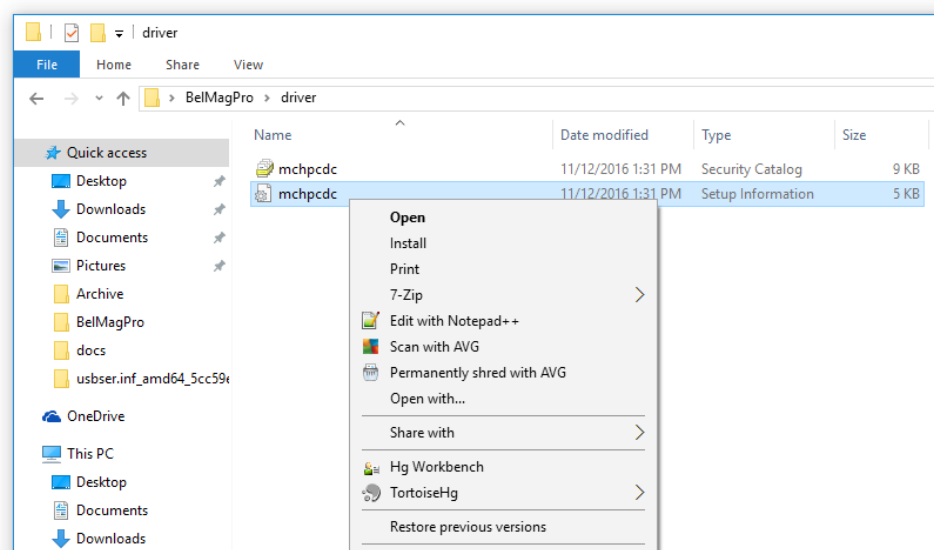 driver
File Home Share View
BelMagPro driver
Name Date modified Type Size
Quick access
mchpcdc 11/12/2016 1:31 PM Security Catalog 9 KB
Desktop
mchpcdc 11/12/2016 1:31 PM Setup Information 5 KB
Downloads
Documents
Pictures
Archive
BelMagPro
docs
usbser.inf_amd64_5cc59e
OneDrive
This PC
Desktop
Documents
Downloads
Open
Install
Print
7-Zip
Edit with Notepad++
Scan with AVG
Permanently shred with AVG
Open with...
Share with
Hg Workbench
TortoiseHg
Restore previous versions